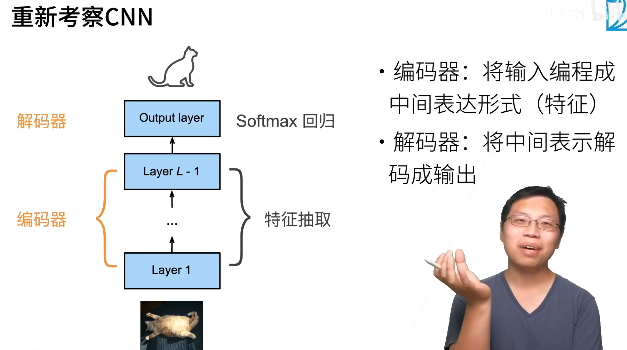 重新考察CNN
• 编码器：将输入编程成
中间表达形式（特征）
• 解码器：将中间表示解
码成输出
解码器
Output layer
Softmax 回归
Layer L - 1
编码器
...
特征抽取
Layer 1